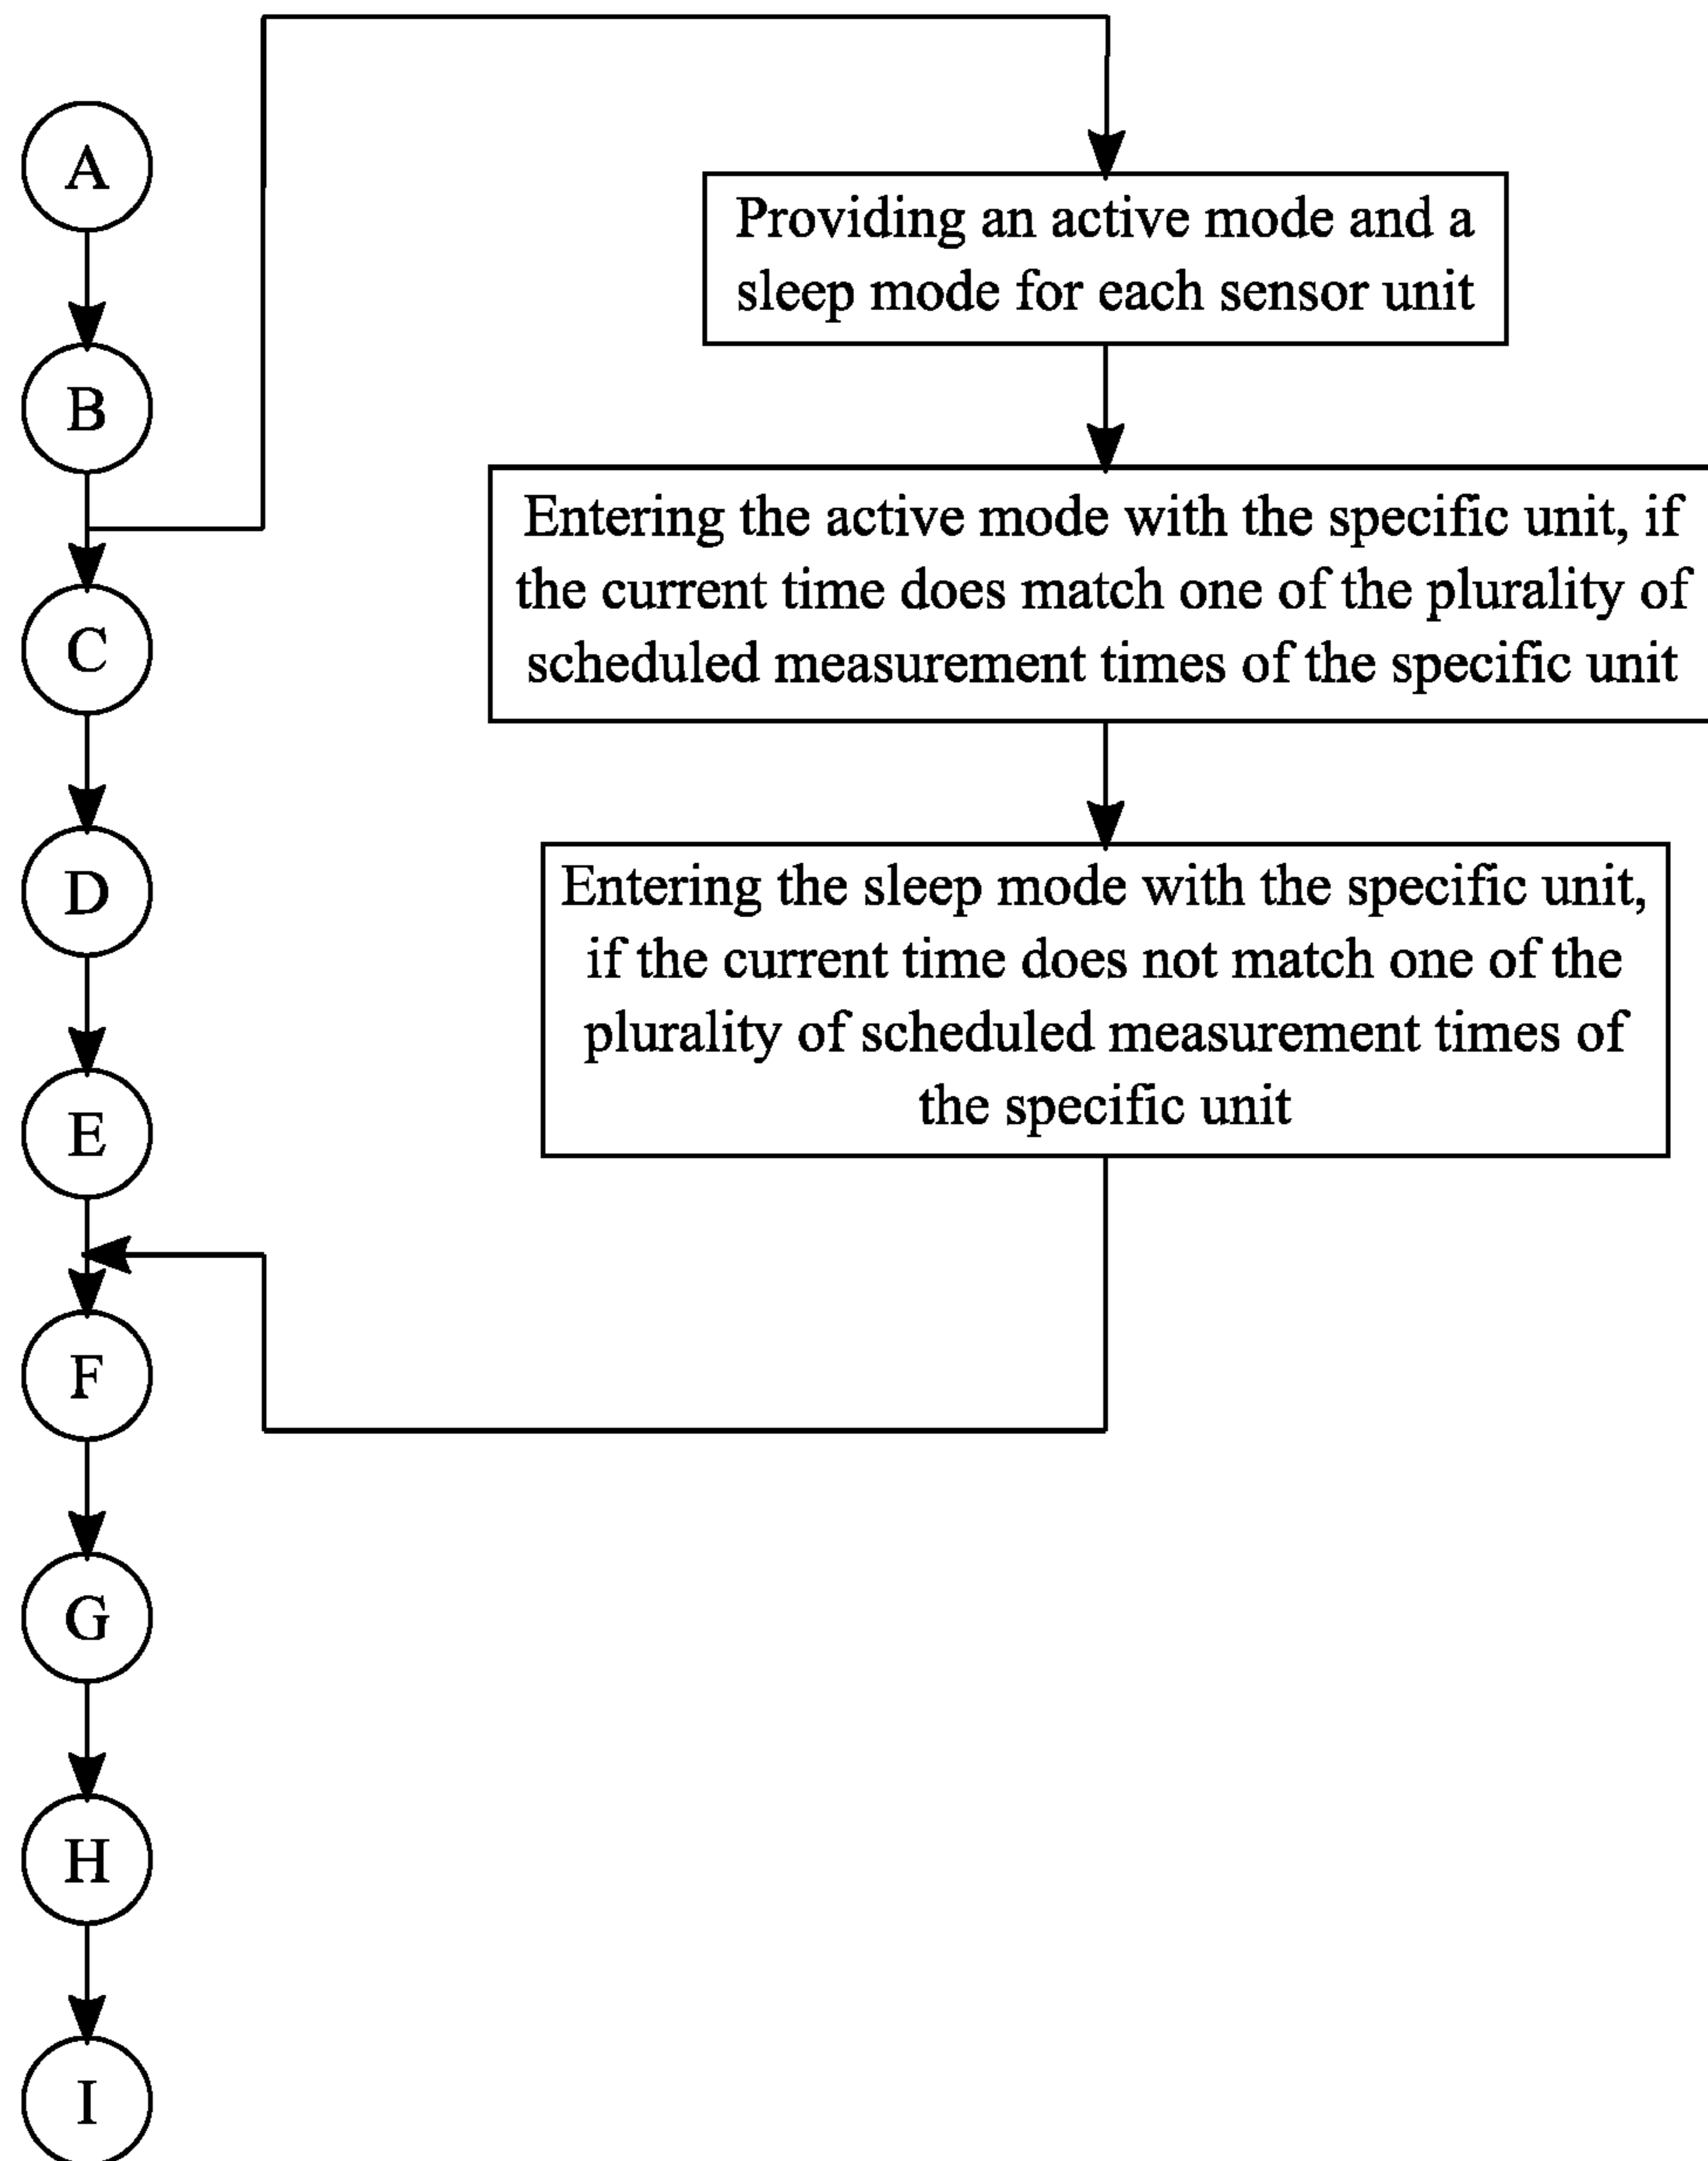 A
B
C
D
E
F
G
H
I
Providing an active mode and a
sleep mode for each sensor unit
Entering the active mode with the specific unit, if
the current time does match one of the plurality of
scheduled measurement times of the specific unit
Entering the sleep mode with the specific unit,
if the current time does not match one of the
plurality of scheduled measurement times of
the specific unit